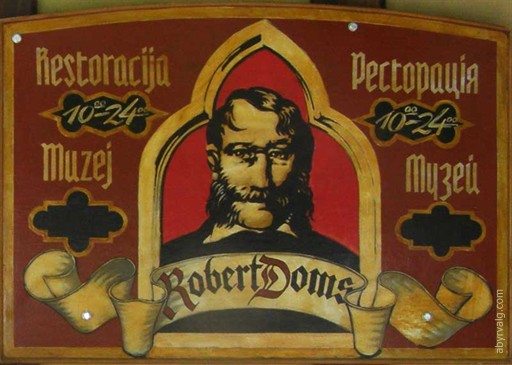 Restoracija
10⁰⁰-24⁰⁰
Muzej
Ресторація
10⁰⁰-24⁰⁰
Музей
Robert Doms
abyrvalg.com